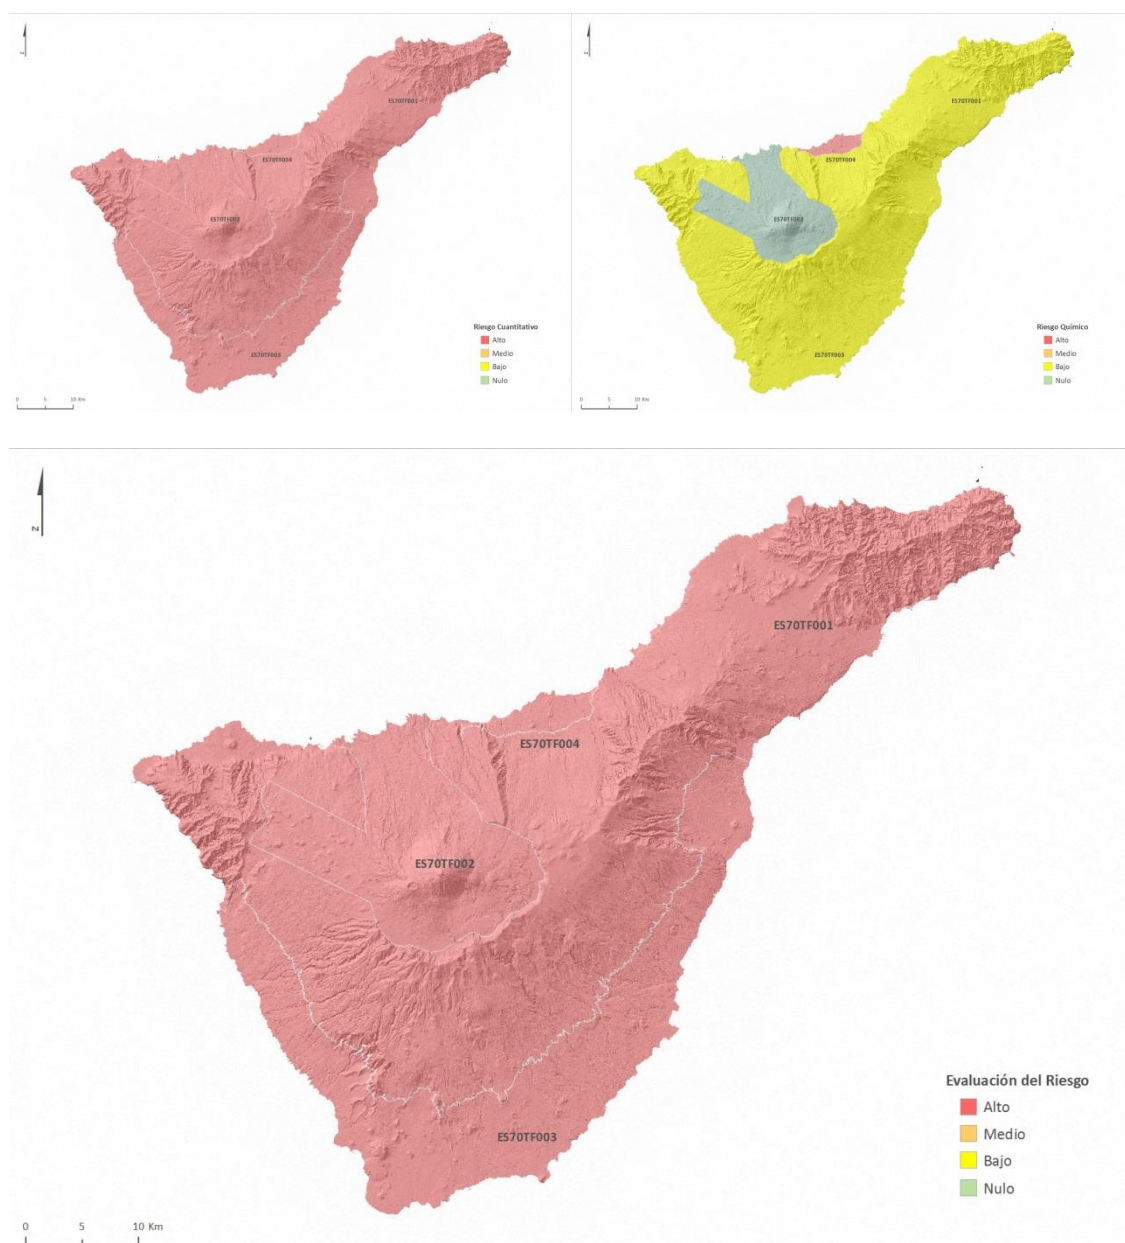 N
ES70TF001
ES70TF004
ES70TF002
ES70TF003
Riesgo Cuantitativo
Alto
Medio
Bajo
Nulo
0 5 10 Km
N
ES70TF001
ES70TF004
ES70TF002
ES70TF003
Riesgo Químico
Alto
Medio
Bajo
Nulo
0 5 10 Km
N
ES70TF001
ES70TF004
ES70TF002
ES70TF003
Evaluación del Riesgo
Alto
Medio
Bajo
Nulo
0 5 10 Km